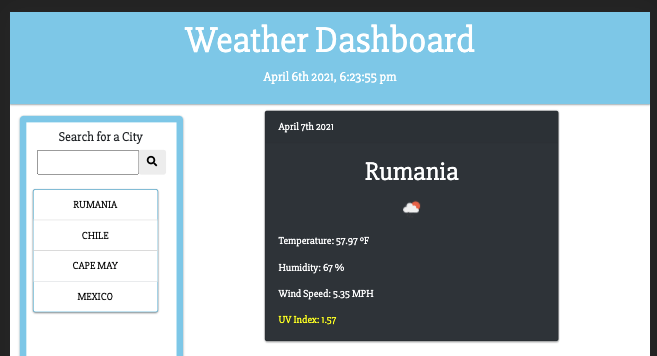 Weather Dashboard
April 6th 2021, 6:23:55 pm
Search for a City
RUMANIA
CHILE
CAPE MAY
MEXICO
April 7th 2021
Rumania
Temperature: 57.97 ºF
Humidity: 67 %
Wind Speed: 5.35 MPH
UV Index: 1.57